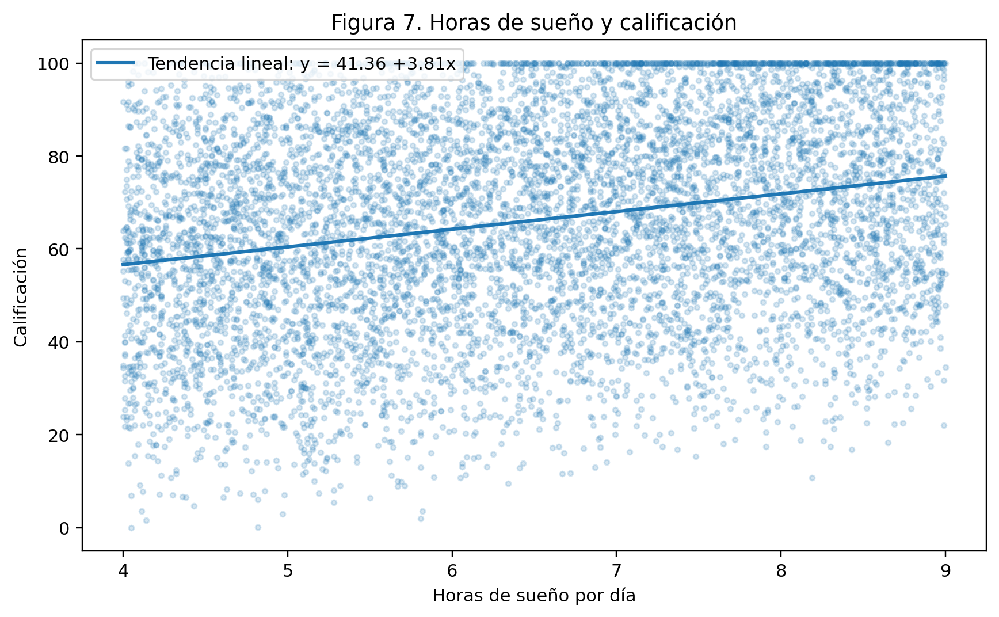 Figura 7. Horas de sueño y calificación
Tendencia lineal: y = 41.36 +3.81x
100
80
60
40
20
0
Calificación
4 5 6 7 8 9
Horas de sueño por día